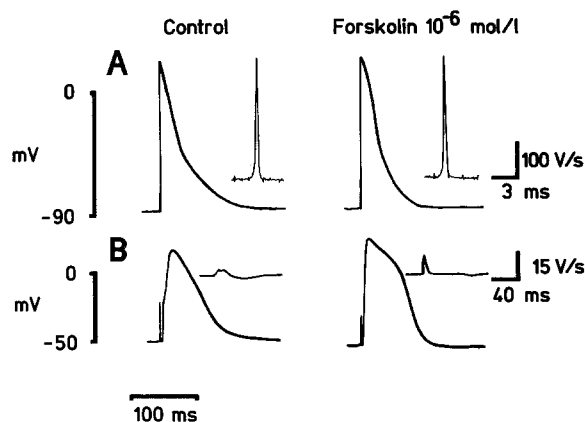 Control
Forskolin 10⁻⁶ mol/l
A
0
mV
-90
100 V/s
3 ms
B
0
mV
-50
15 V/s
40 ms
100 ms